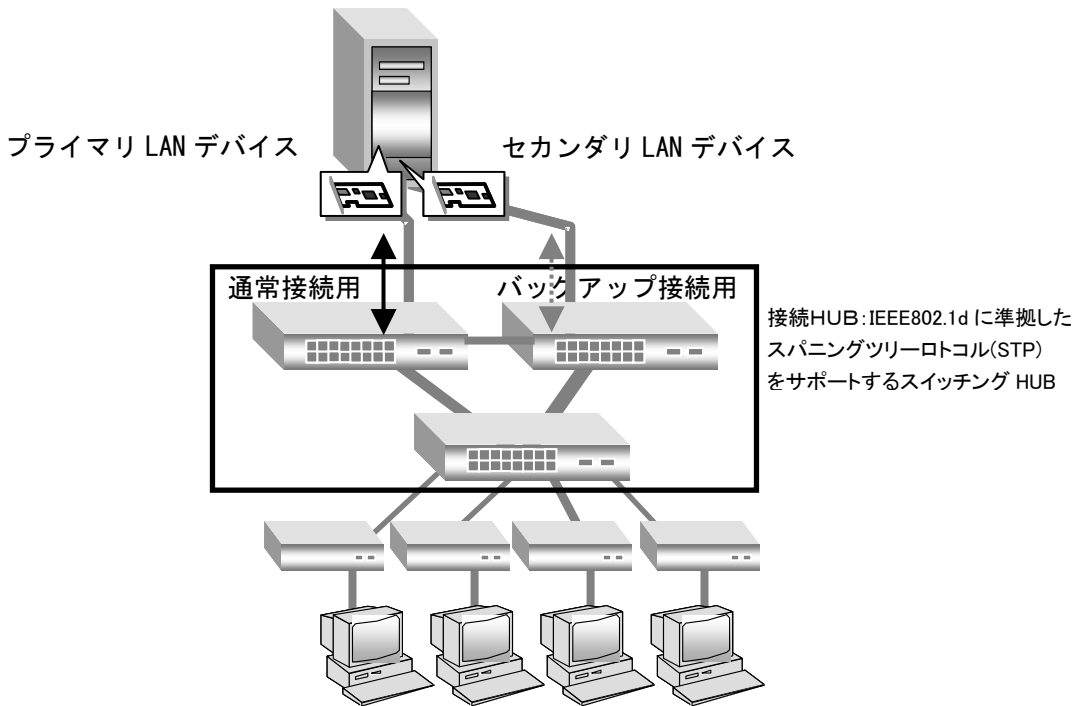 プライマリ LAN デバイス
セカンダリ LAN デバイス
通常接続用
バックアップ接続用
接続HUB:IEEE802.1d に準拠した
スパニングツリーロトコル(STP)
をサポートするスイッチング HUB